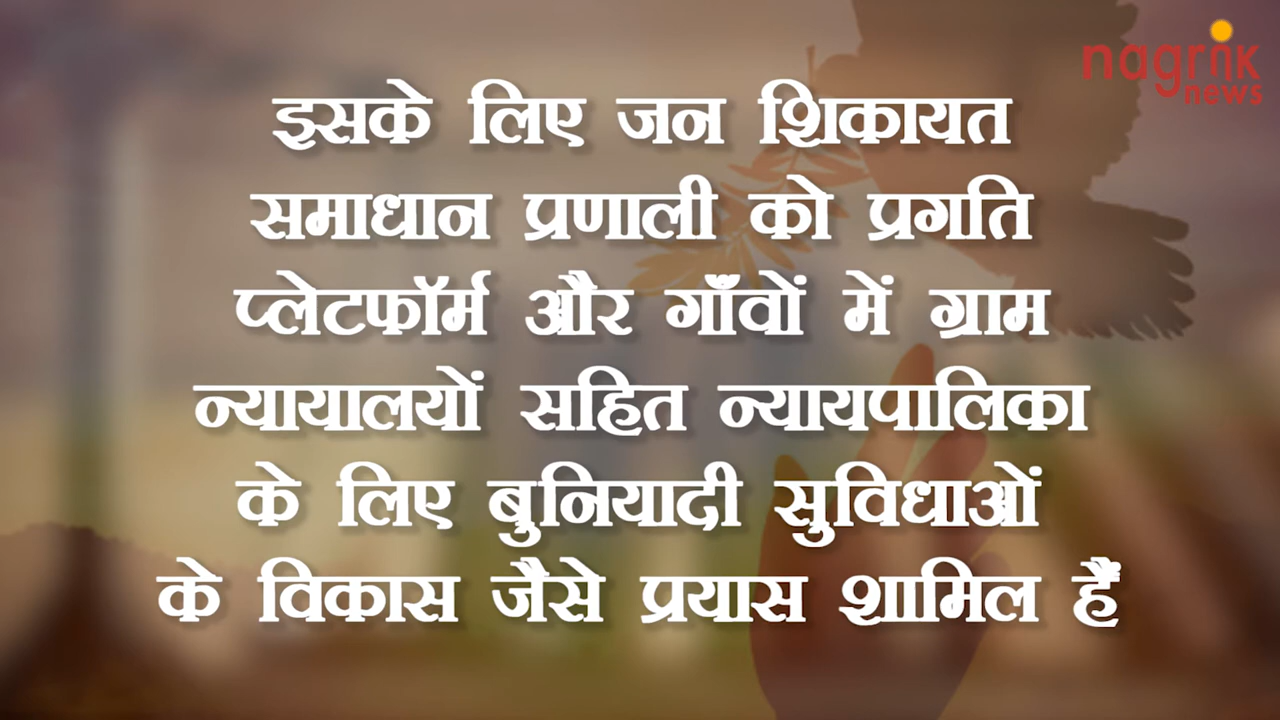 nagrik
news
इसके लिए जन शिकायत
समाधान प्रणाली को प्रगति
प्लेटफॉर्म और गाँवों में ग्राम
न्यायालयों सहित न्यायपालिका
के लिए बुनियादी सुविधाओं
के विकास जैसे प्रयास शामिल हैँ